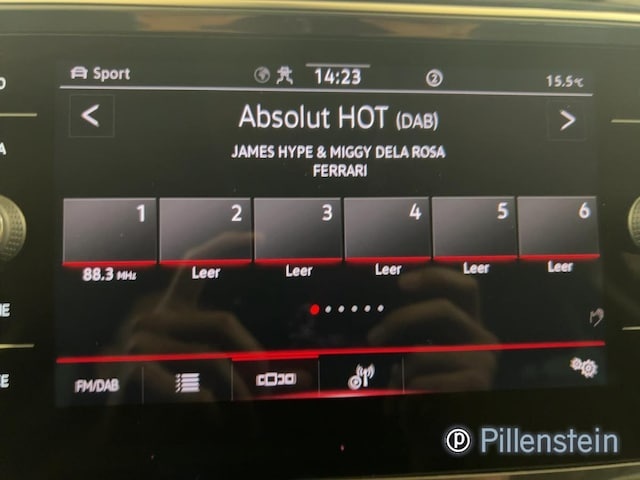 Sport
14:23
2
15.5°C
Absolut HOT (DAB)
JAMES HYPE & MIGGY DELA ROSA
FERRARI
1 2 3 4 5 6
88.3 MHz Leer Leer Leer Leer Leer
FM/DAB
Pillenstein